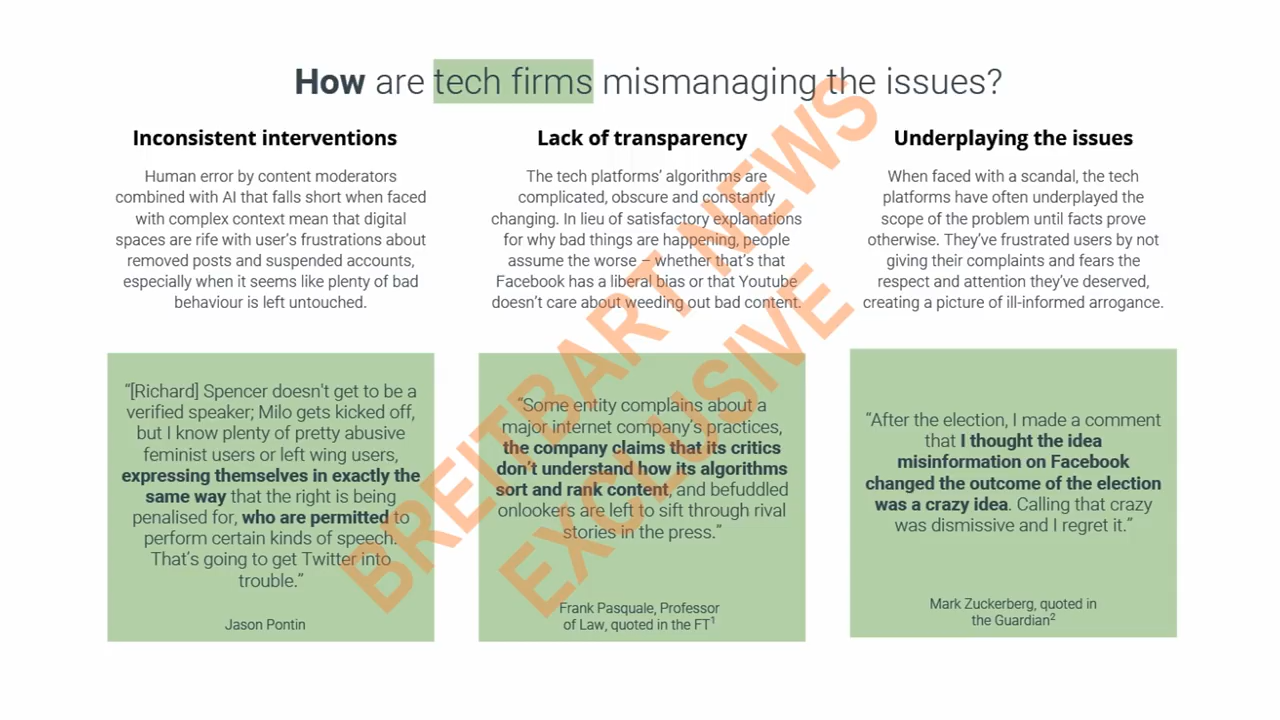 How are tech firms mismanaging the issues?
Inconsistent interventions
Human error by content moderators
combined with AI that falls short when faced
with complex context mean that digital
spaces are rife with user's frustrations about
removed posts and suspended accounts,
especially when it seems like plenty of bad
behaviour is left untouched.
"[Richard] Spencer doesn't get to be a
verified speaker; Milo gets kicked off,
but I know plenty of pretty abusive
feminist users or left wing users,
expressing themselves in exactly the
same way that the right is being
penalised for, who are permitted to
perform certain kinds of speech.
That's going to get Twitter into
trouble."
Jason Pontin
Lack of transparency
The tech platforms' algorithms are
complicated, obscure and constantly
changing. In lieu of satisfactory explanations
for why bad things are happening, people
assume the worse – whether that's that
Facebook has a liberal bias or that Youtube
doesn't care about weeding out bad content.
"Some entity complains about a
major internet company's practices,
the company claims that its critics
don't understand how its algorithms
sort and rank content, and befuddled
onlookers are left to sift through rival
stories in the press."
Frank Pasquale, Professor
of Law, quoted in the FT¹
Underplaying the issues
When faced with a scandal, the tech
platforms have often underplayed the
scope of the problem until facts prove
otherwise. They've frustrated users by not
giving their complaints and fears the
respect and attention they've deserved,
creating a picture of ill-informed arrogance.
"After the election, I made a comment
that I thought the idea
misinformation on Facebook
changed the outcome of the election
was a crazy idea. Calling that crazy
was dismissive and I regret it."
Mark Zuckerberg, quoted in
the Guardian²
BREITBART NEWS
EXCLUSIVE